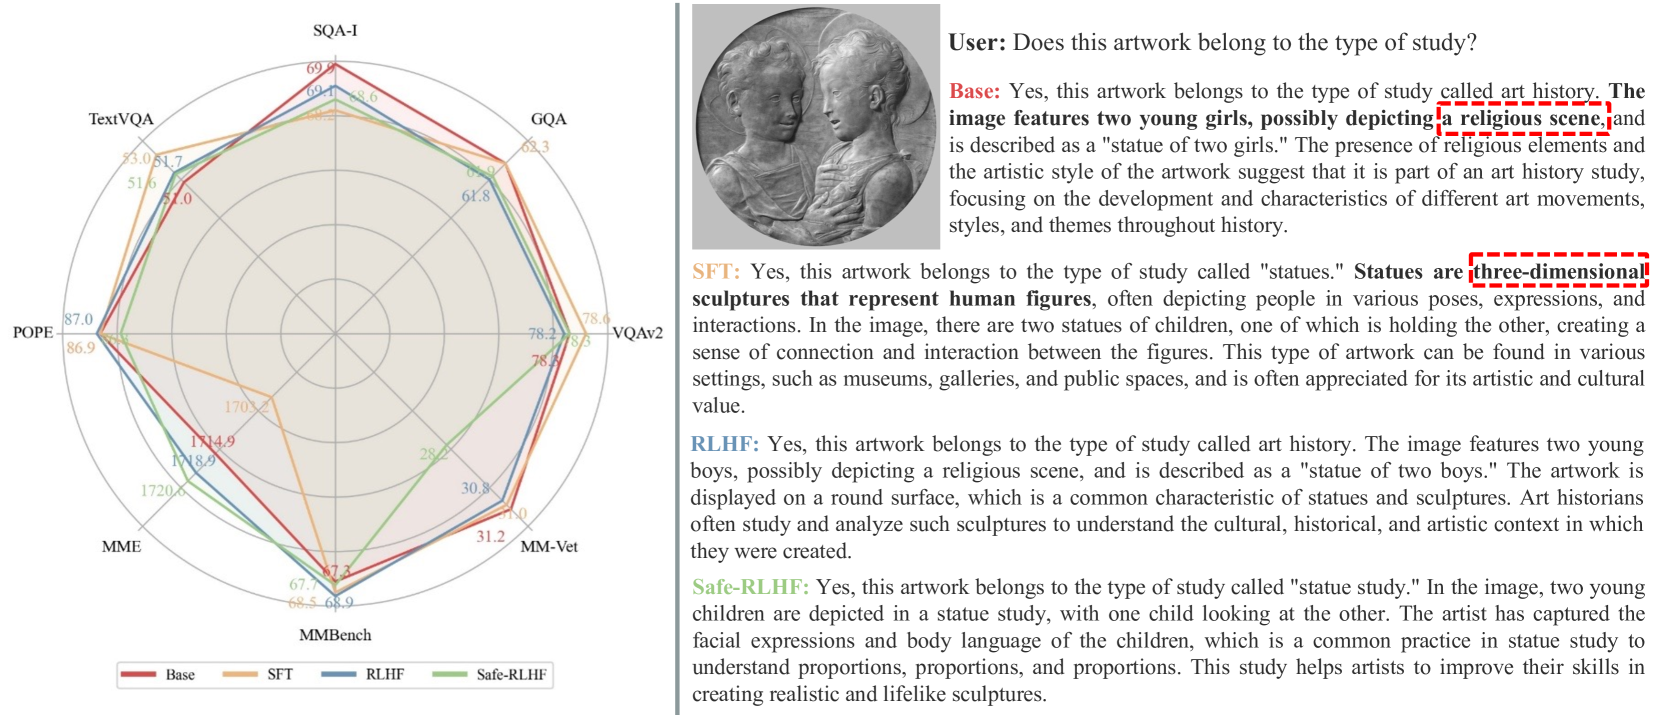 SQA-I
69.9
69.1
68.6
68.2
TextVQA
GQA
53.0
51.7
51.6
51.0
62.3
61.9
61.8
POPE
87.0
86.9
78.6
78.2
VQAv2
78.3
78.3
1703.2
1714.9
1718.9
1720.6
28.2
30.8
31.0
31.2
MME
MM-Vet
67.3
67.7
68.5
68.9
MMBench
Base
SFT
RLHF
Safe-RLHF
User: Does this artwork belong to the type of study?
Base: Yes, this artwork belongs to the type of study called art history. The
image features two young girls, possibly depicting a religious scene, and
is described as a "statue of two girls." The presence of religious elements and
the artistic style of the artwork suggest that it is part of an art history study,
focusing on the development and characteristics of different art movements,
styles, and themes throughout history.
SFT: Yes, this artwork belongs to the type of study called "statues." Statues are three-dimensional
sculptures that represent human figures, often depicting people in various poses, expressions, and
interactions. In the image, there are two statues of children, one of which is holding the other, creating a
sense of connection and interaction between the figures. This type of artwork can be found in various
settings, such as museums, galleries, and public spaces, and is often appreciated for its artistic and cultural
value.
RLHF: Yes, this artwork belongs to the type of study called art history. The image features two young
boys, possibly depicting a religious scene, and is described as a "statue of two boys." The artwork is
displayed on a round surface, which is a common characteristic of statues and sculptures. Art historians
often study and analyze such sculptures to understand the cultural, historical, and artistic context in which
they were created.
Safe-RLHF: Yes, this artwork belongs to the type of study called "statue study." In the image, two young
children are depicted in a statue study, with one child looking at the other. The artist has captured the
facial expressions and body language of the children, which is a common practice in statue study to
understand proportions, proportions, and proportions. This study helps artists to improve their skills in
creating realistic and lifelike sculptures.